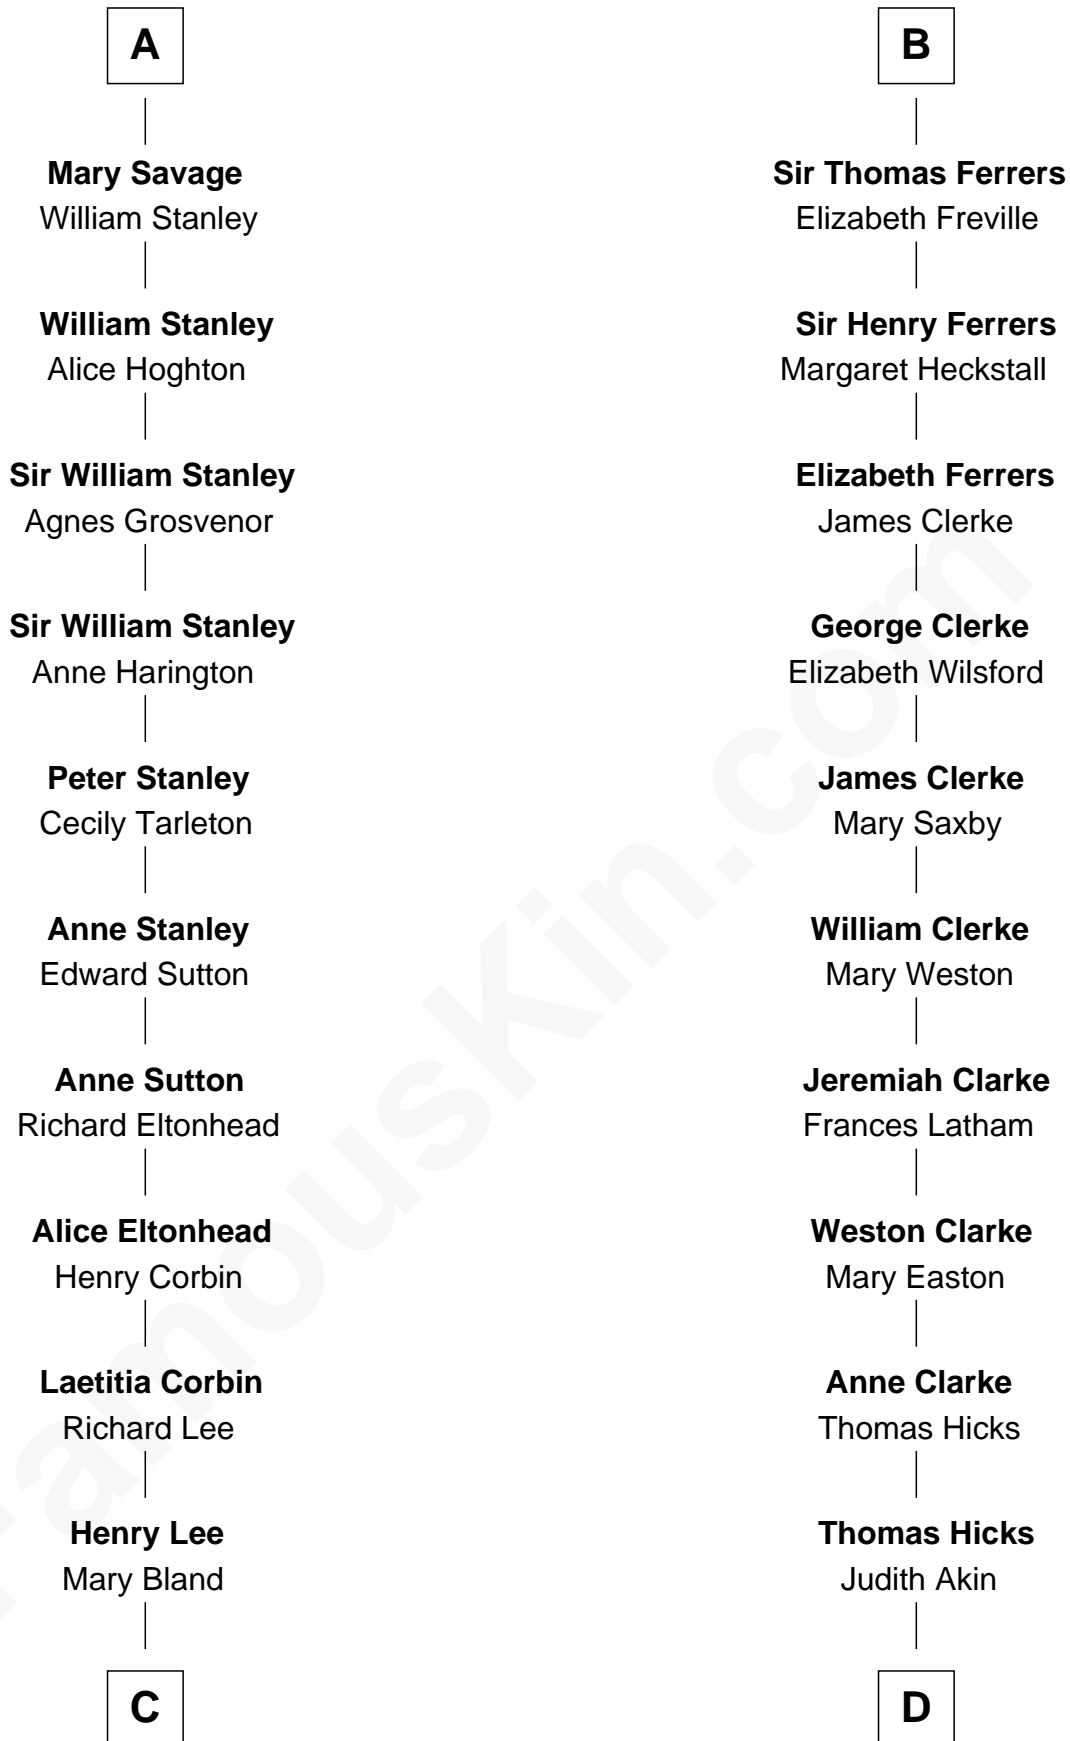 A
Mary Savage
William Stanley
William Stanley
Alice Hoghton
Sir William Stanley
Agnes Grosvenor
Sir William Stanley
Anne Harington
Peter Stanley
Cecily Tarleton
Anne Stanley
Edward Sutton
Anne Sutton
Richard Eltonhead
Alice Eltonhead
Henry Corbin
Laetitia Corbin
Richard Lee
Henry Lee
Mary Bland
C
B
Sir Thomas Ferrers
Elizabeth Freville
Sir Henry Ferrers
Margaret Heckstall
Elizabeth Ferrers
James Clerke
George Clerke
Elizabeth Wilsford
James Clerke
Mary Saxby
William Clerke
Mary Weston
Jeremiah Clarke
Frances Latham
Weston Clarke
Mary Easton
Anne Clarke
Thomas Hicks
Thomas Hicks
Judith Akin
D
FamousKin.com